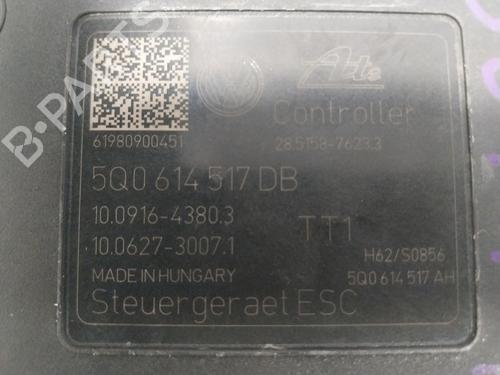 Ate
Controller
61980900451
28.5158-7623.3
5Q0 614 517 DB
10.0916-4380.3
TT1
10.0627-3007.1
H62/S0856
MADE IN HUNGARY
5Q0 614 517 AH
Steuergeraet ESC
B-PARTS